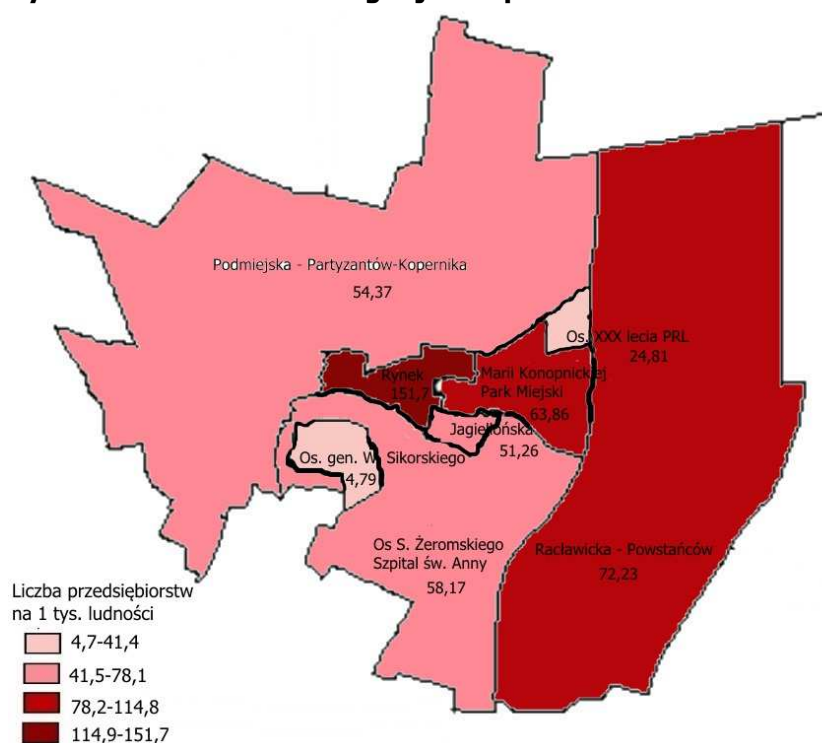 Podmiejska - Partyzantów-Kopernika
54,37
Os. XXX lecia PRL
24,81
Rynek
151,7
Marii Konopnickiej
Park Miejski
63,86
Jagiellońska
51,26
Os. gen. W. Sikorskiego
4,79
Os S. Żeromskiego
Szpital św. Anny
58,17
Racławicka - Powstańców
72,23
Liczba przedsiębiorstw
na 1 tys. ludności
4,7-41,4
41,5-78,1
78,2-114,8
114,9-151,7